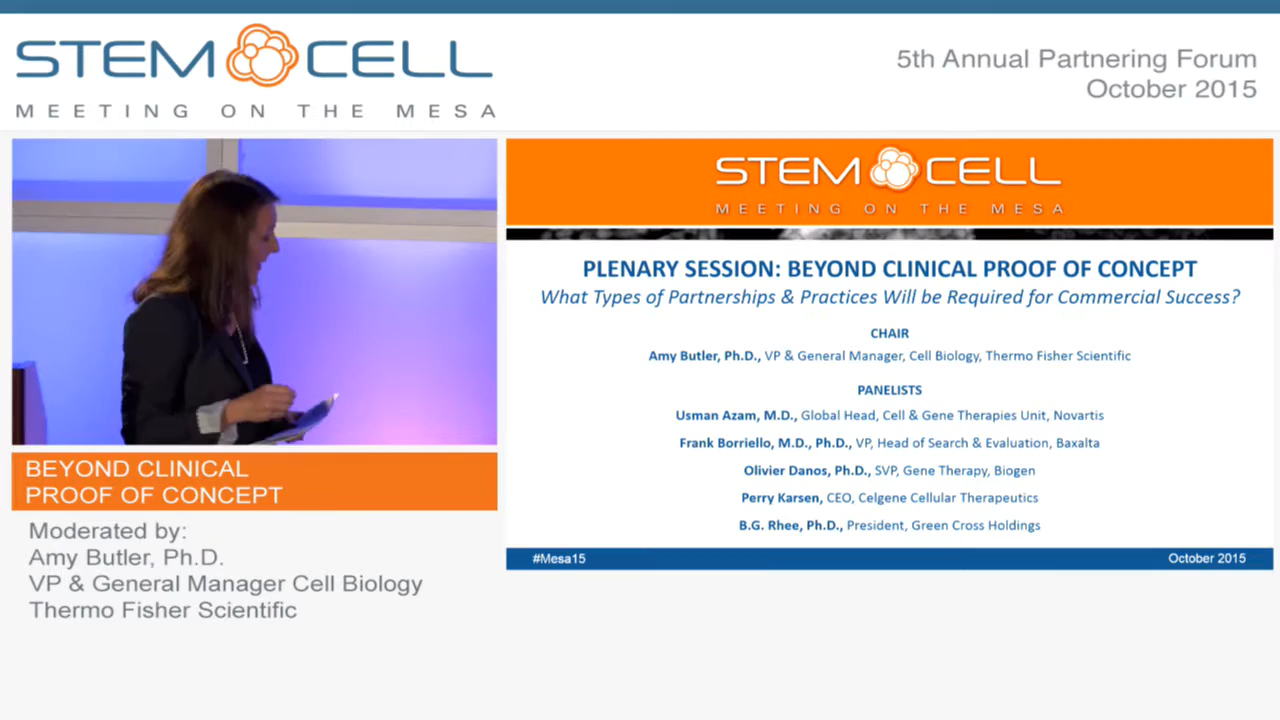 STEM CELL
MEETING ON THE MESA
5th Annual Partnering Forum
October 2015
STEM CELL
MEETING ON THE MESA
PLENARY SESSION: BEYOND CLINICAL PROOF OF CONCEPT
What Types of Partnerships & Practices Will be Required for Commercial Success?
CHAIR
Amy Butler, Ph.D., VP & General Manager, Cell Biology, Thermo Fisher Scientific
PANELISTS
Usman Azam, M.D., Global Head, Cell & Gene Therapies Unit, Novartis
Frank Borriello, M.D., Ph.D., VP, Head of Search & Evaluation, Baxalta
Olivier Danos, Ph.D., SVP, Gene Therapy, Biogen
Perry Karsen, CEO, Celgene Cellular Therapeutics
B.G. Rhee, Ph.D., President, Green Cross Holdings
#Mesa15
October 2015
BEYOND CLINICAL
PROOF OF CONCEPT
Moderated by:
Amy Butler, Ph.D.
VP & General Manager Cell Biology
Thermo Fisher Scientific